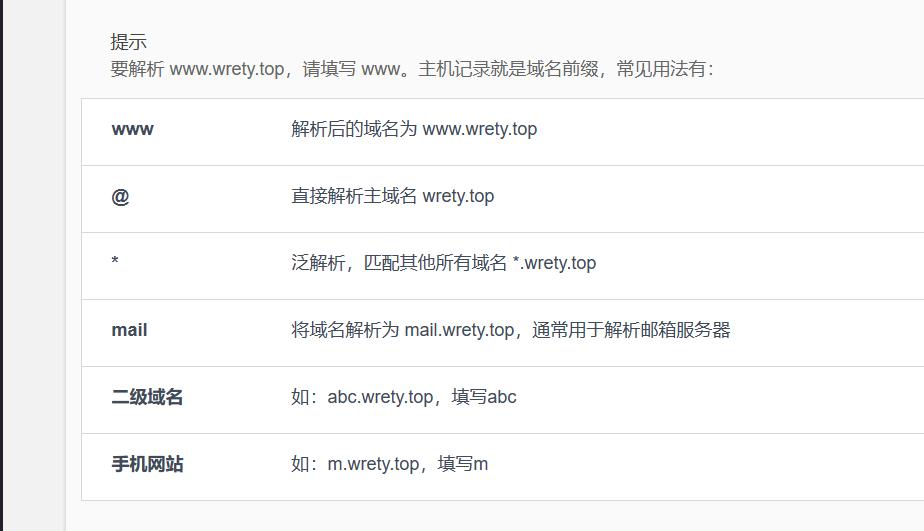 提示
要解析 www.wrety.top，请填写 www。主机记录就是域名前缀，常见用法有：
www 解析后的域名为 www.wrety.top
@ 直接解析主域名 wrety.top
* 泛解析，匹配其他所有域名 *.wrety.top
mail 将域名解析为 mail.wrety.top，通常用于解析邮箱服务器
二级域名 如：abc.wrety.top，填写abc
手机网站 如：m.wrety.top，填写m